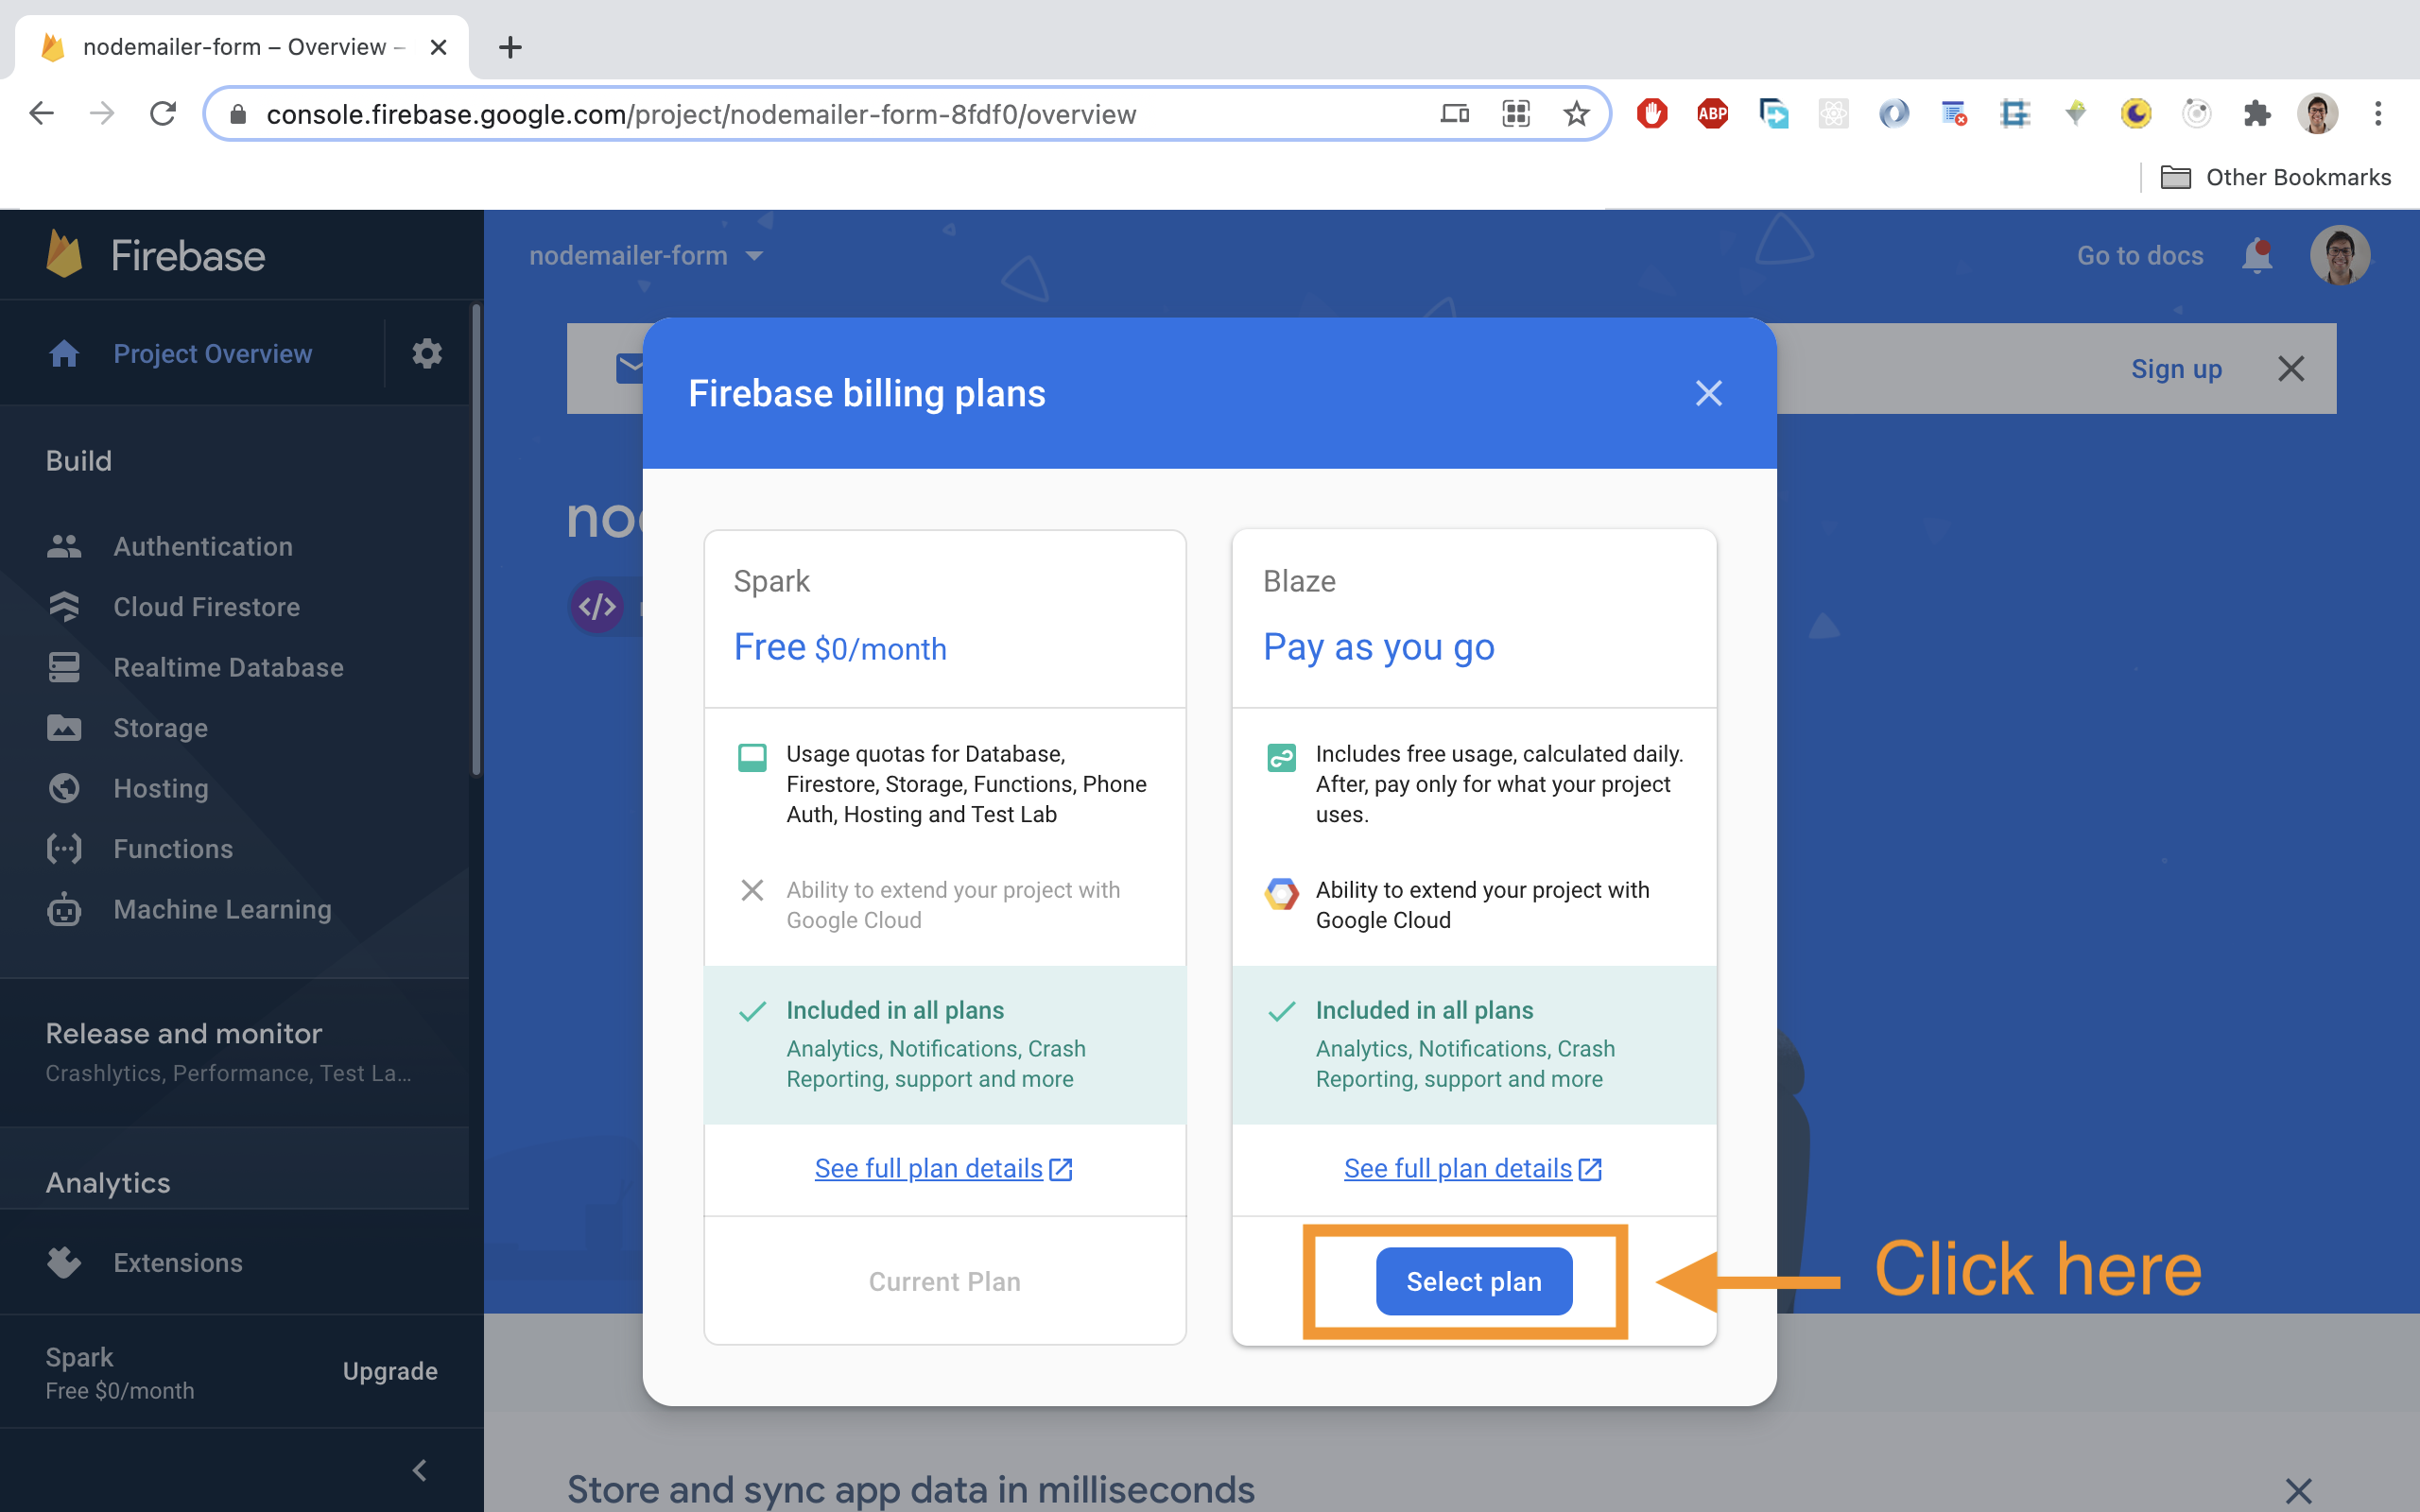 nodemailer-form – Overview –
console.firebase.google.com/project/nodemailer-form-8fdf0/overview
ABP
Other Bookmarks
Firebase
nodemailer-form
Go to docs
Project Overview
Sign up
Firebase billing plans
Build
Authentication
Cloud Firestore
Realtime Database
Storage
Hosting
Functions
Machine Learning
Release and monitor
Crashlytics, Performance, Test La...
Analytics
Extensions
Spark
Free $0/month
Upgrade
Spark
Free $0/month
Usage quotas for Database,
Firestore, Storage, Functions, Phone
Auth, Hosting and Test Lab
Ability to extend your project with
Google Cloud
Included in all plans
Analytics, Notifications, Crash
Reporting, support and more
See full plan details
Current Plan
Blaze
Pay as you go
Includes free usage, calculated daily.
After, pay only for what your project
uses.
Ability to extend your project with
Google Cloud
Included in all plans
Analytics, Notifications, Crash
Reporting, support and more
See full plan details
Select plan
Click here
Store and sync app data in milliseconds